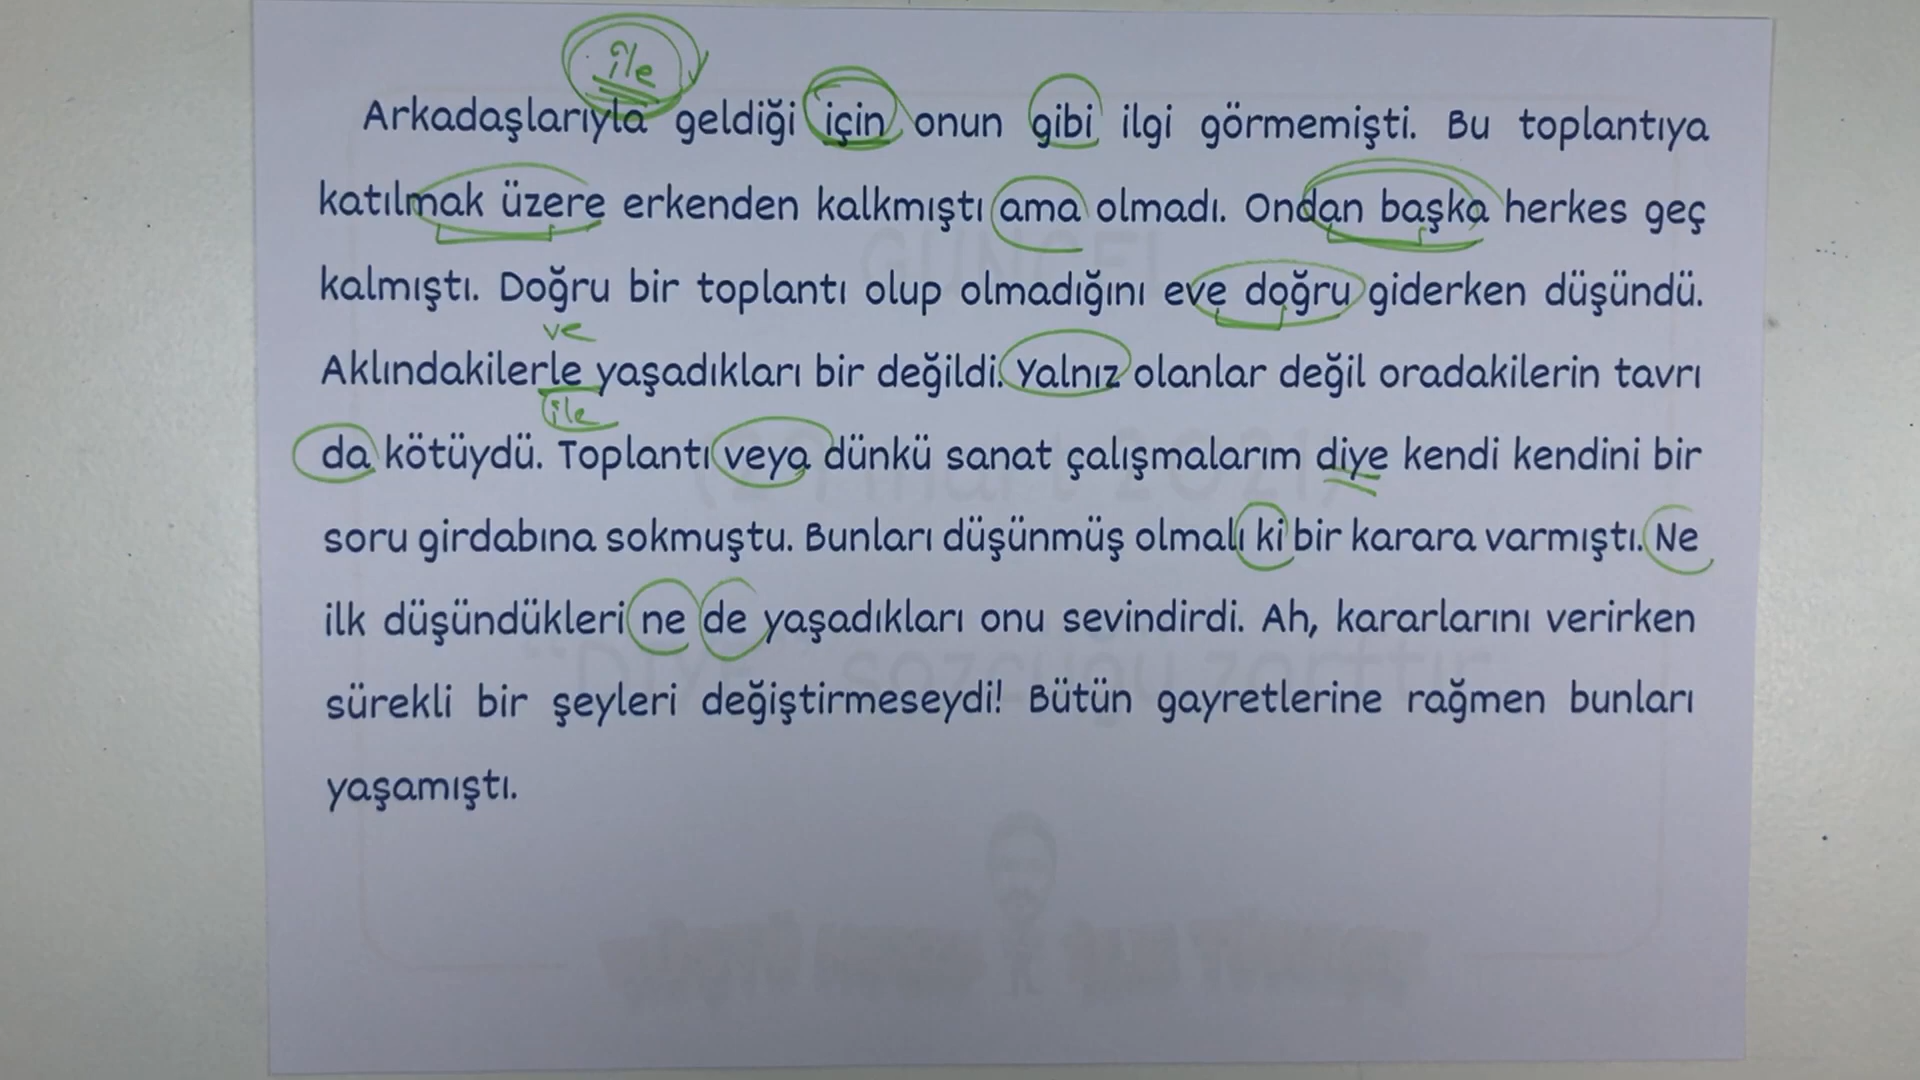 ile
Arkadaşlarıyla geldiği için onun gibi ilgi görmemişti. Bu toplantıya
katılmak üzere erkenden kalkmıştı ama olmadı. Ondan başka herkes geç
kalmıştı. Doğru bir toplantı olup olmadığını eve doğru giderken düşündü.
ve
Aklındakilerle yaşadıkları bir değildi. Yalnız olanlar değil oradakilerin tavrı
ile
da kötüydü. Toplantı veya dünkü sanat çalışmalarım diye kendi kendini bir
soru girdabına sokmuştu. Bunları düşünmüş olmalı ki bir karara varmıştı. Ne
ilk düşündükleri ne de yaşadıkları onu sevindirdi. Ah, kararlarını verirken
sürekli bir şeyleri değiştirmeseydi! Bütün gayretlerine rağmen bunları
yaşamıştı.